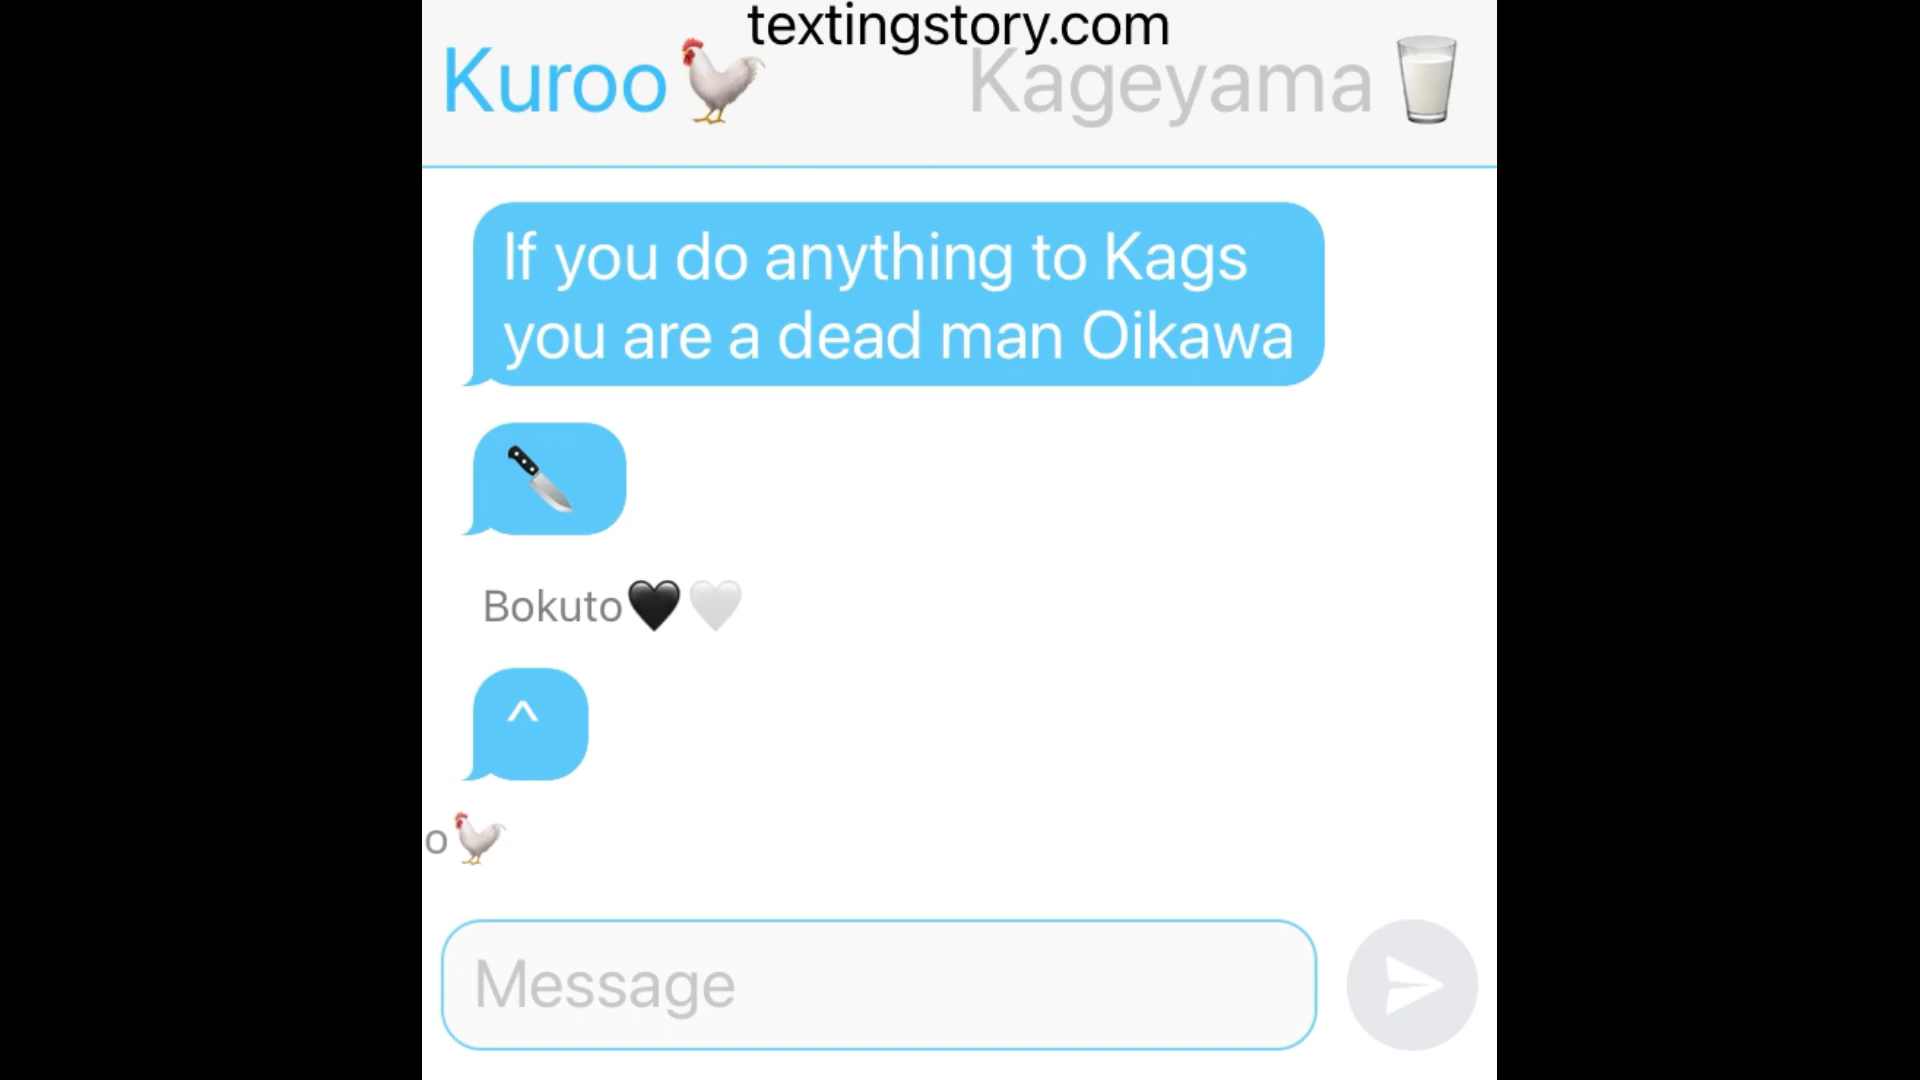 textingstory.com
Kuroo🐓 Kageyama🥛
If you do anything to Kags
you are a dead man Oikawa
🔪
Bokuto🖤🤍
^
o🐓
Message